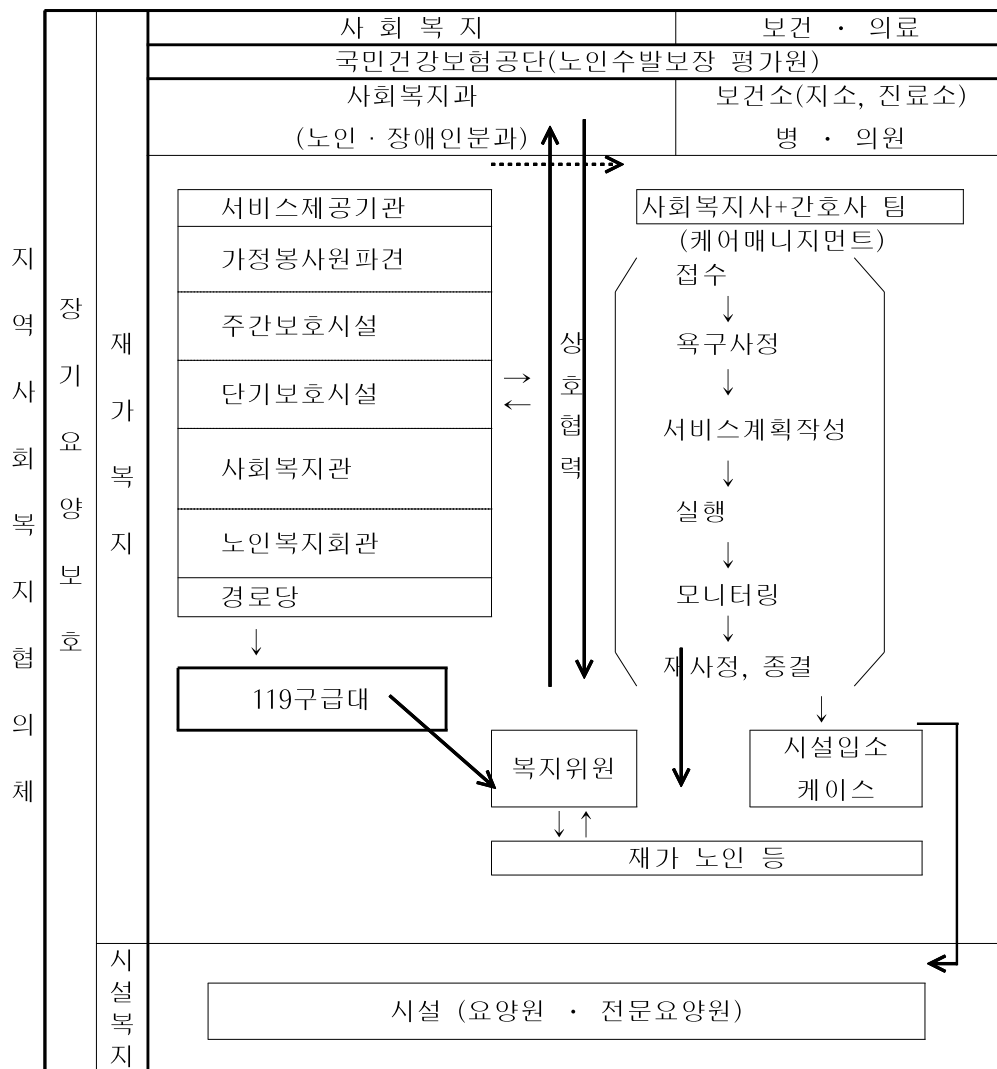 지역사회복지협의체
장기요양보호
재가복지
시설복지
사 회 복 지
보건 · 의료
국민건강보험공단(노인수발보장 평가원)
사회복지과
(노인 · 장애인분과)
보건소(지소, 진료소)
병 · 의원
서비스제공기관
가정봉사원파견
주간보호시설
단기보호시설
사회복지관
노인복지회관
경로당
119구급대
→
←
상호협력
사회복지사+간호사 팀
(케어매니지먼트)
접수
↓
욕구사정
↓
서비스계획작성
↓
실행
↓
모니터링
↓
재사정, 종결
↓
시설입소
케이스
복지위원
↓ ↑
재가 노인 등
시설 (요양원 · 전문요양원)